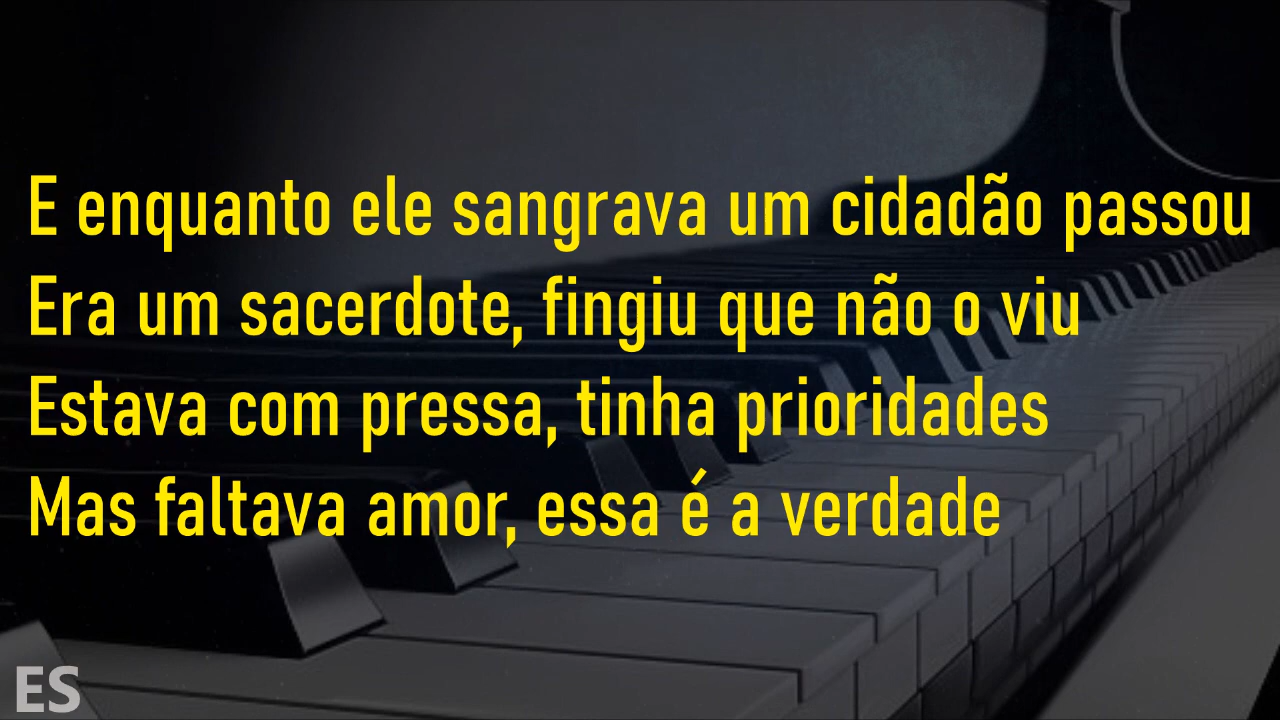 E enquanto ele sangrava um cidadão passou
Era um sacerdote, fingiu que não o viu
Estava com pressa, tinha prioridades
Mas faltava amor, essa é a verdade
ES